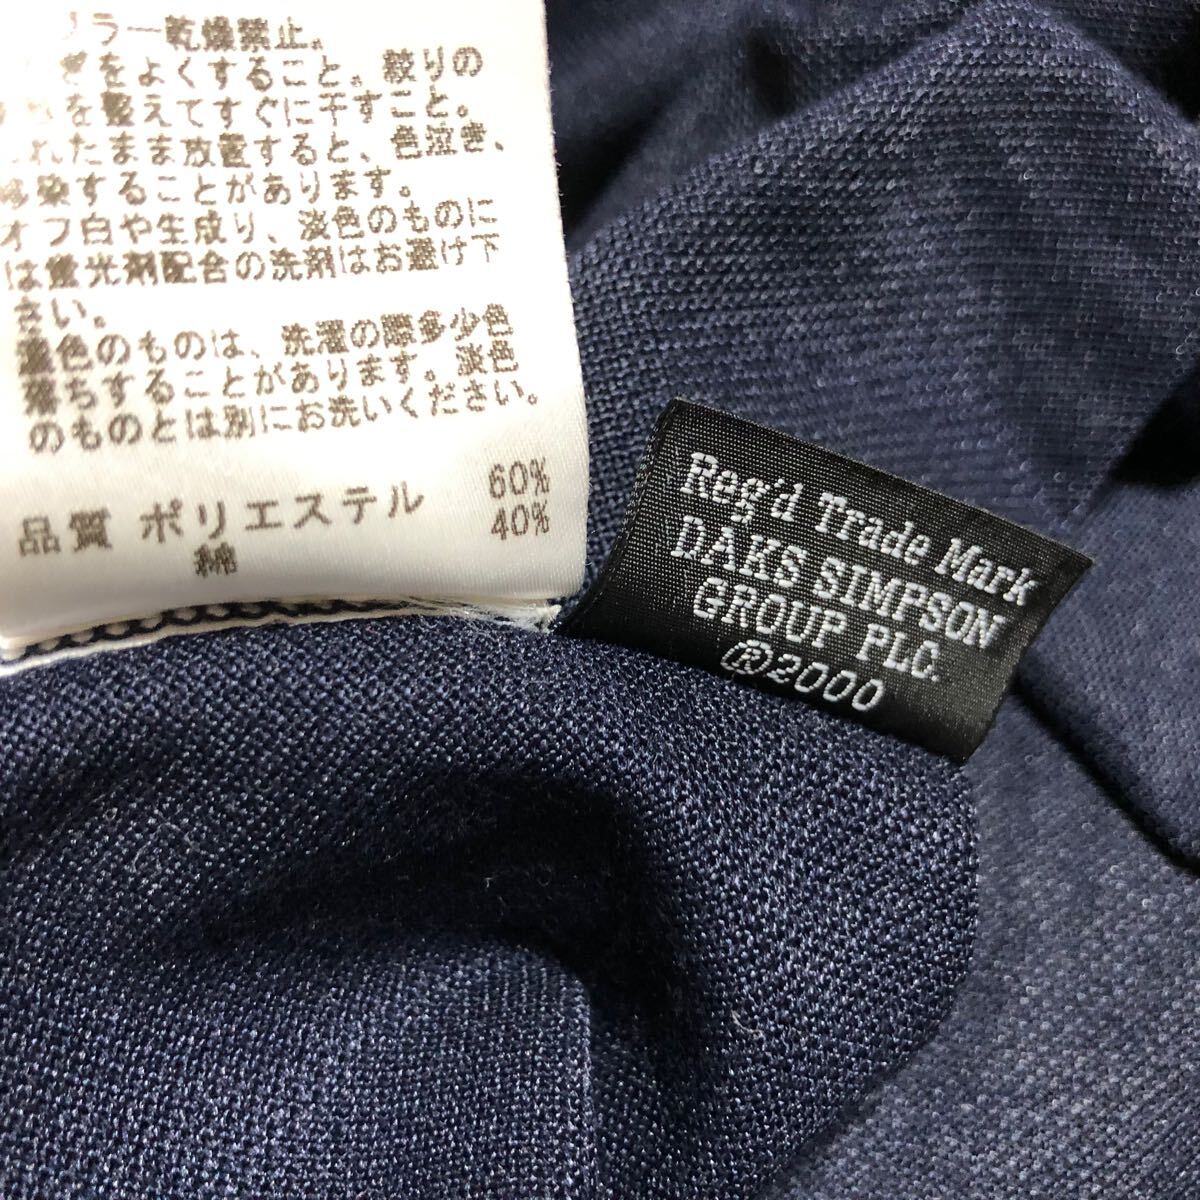 ラー乾燥禁止。
ぎをよくすること。絞りの
を整えてすぐに干すこと。
れたまま放置すると、色泣き、
移染することがあります。
オフ白や生成り、淡色のものに
は蛍光剤配合の洗剤はお避け下
さい。
濃色のものは、洗濯の際多少色
落ちすることがあります。淡色
のものとは別にお洗いください。
品質 ポリエステル 60%
綿 40%
Reg'd Trade Mark
DAKS SIMPSON
GROUP PLC.
®2000